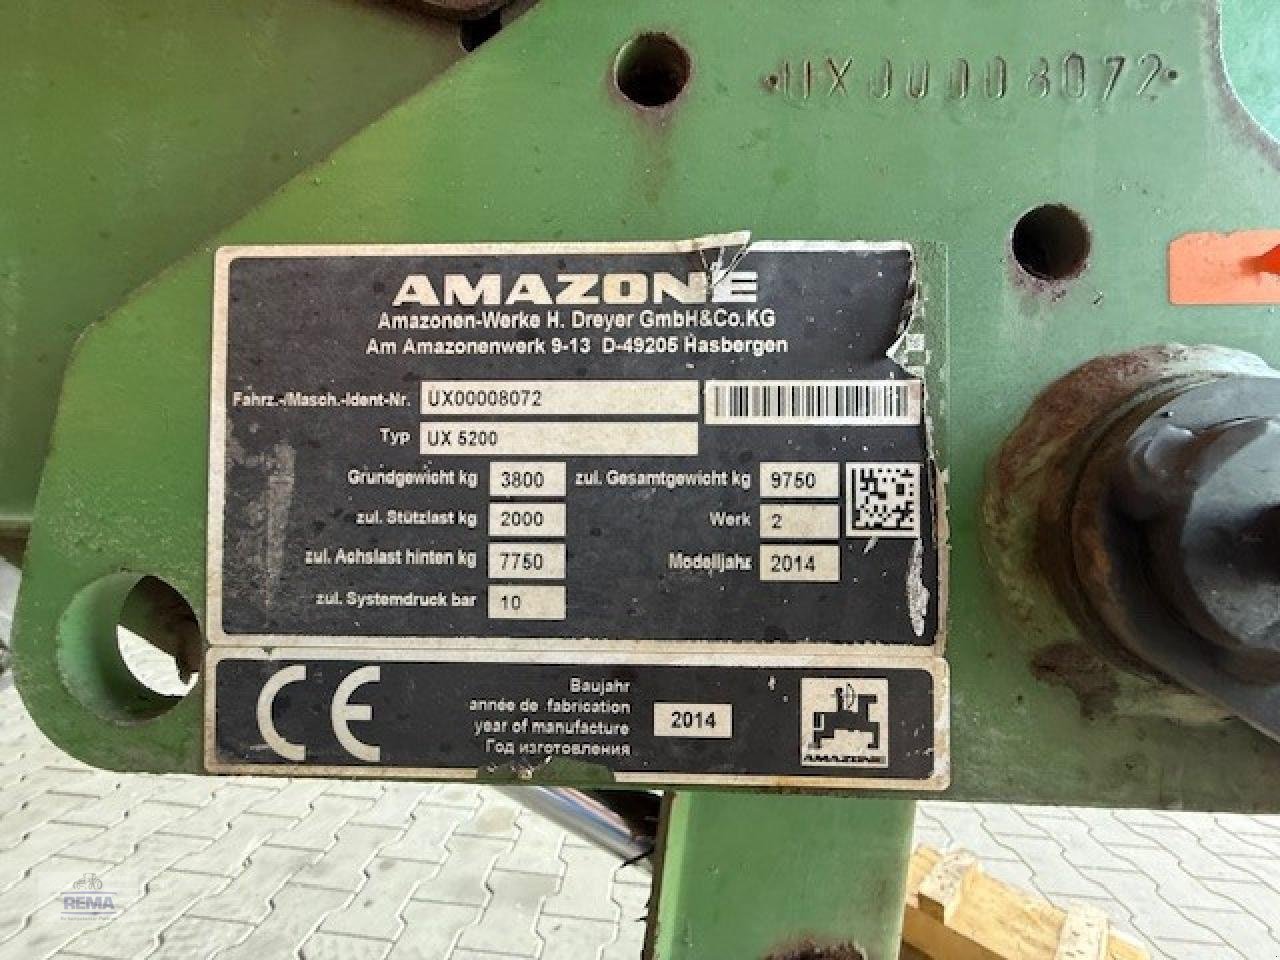 UX00008072
AMAZONE
Amazonen-Werke H. Dreyer GmbH&Co.KG
Am Amazonenwerk 9-13 D-49205 Hasbergen
Fahrz.-/Masch.-Ident-Nr. UX00008072
Typ UX 5200
Grundgewicht kg 3800 zul. Gesamtgewicht kg 9750
zul. Stützlast kg 2000 Werk 2
zul. Achslast hinten kg 7750 Modelljahr 2014
zul. Systemdruck bar 10
CE
Baujahr
année de fabrication
year of manufacture
Год изготовления
2014
AMAZONE
REMA